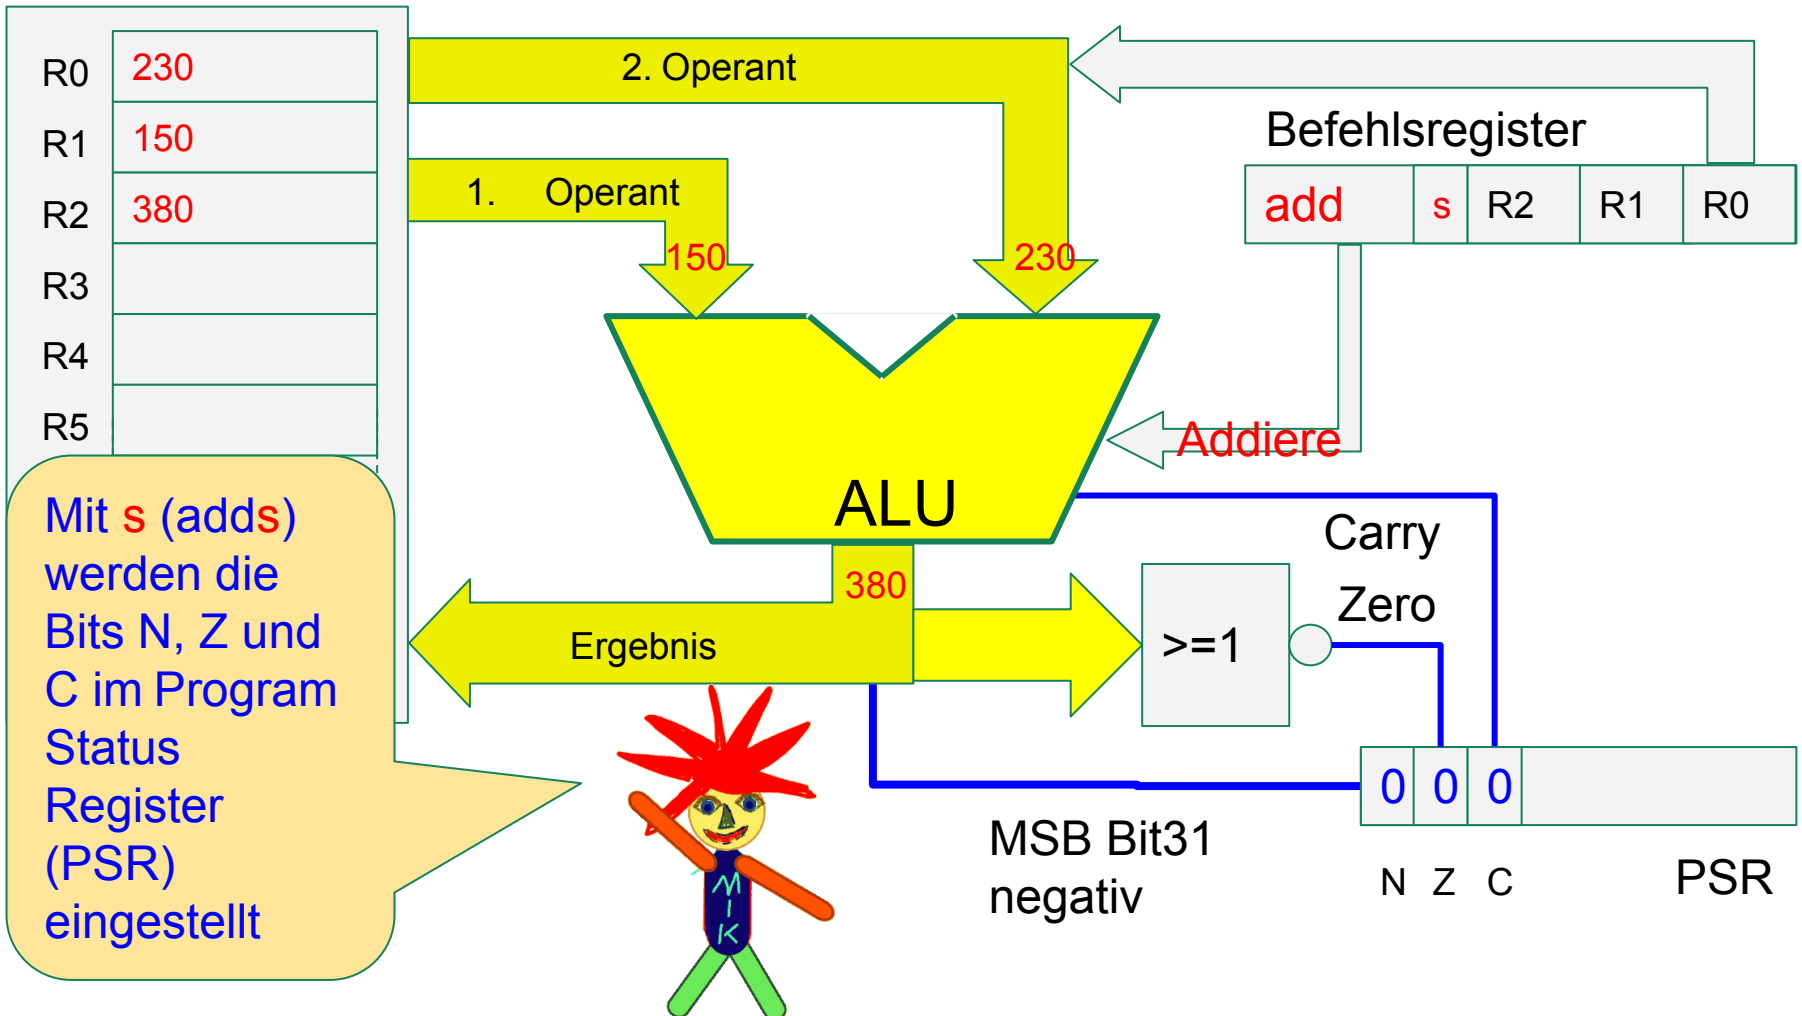 R0 230
R1 150
R2 380
R3
R4
R5
2. Operant
1. Operant
150
230
Befehlsregister
add s R2 R1 R0
Addiere
ALU
380
Ergebnis
>=1
Carry
Zero
0 0 0
N Z C
PSR
MSB Bit31
negativ
Mit s (adds)
werden die
Bits N, Z und
C im Program
Status
Register
(PSR)
eingestellt
M
I
K